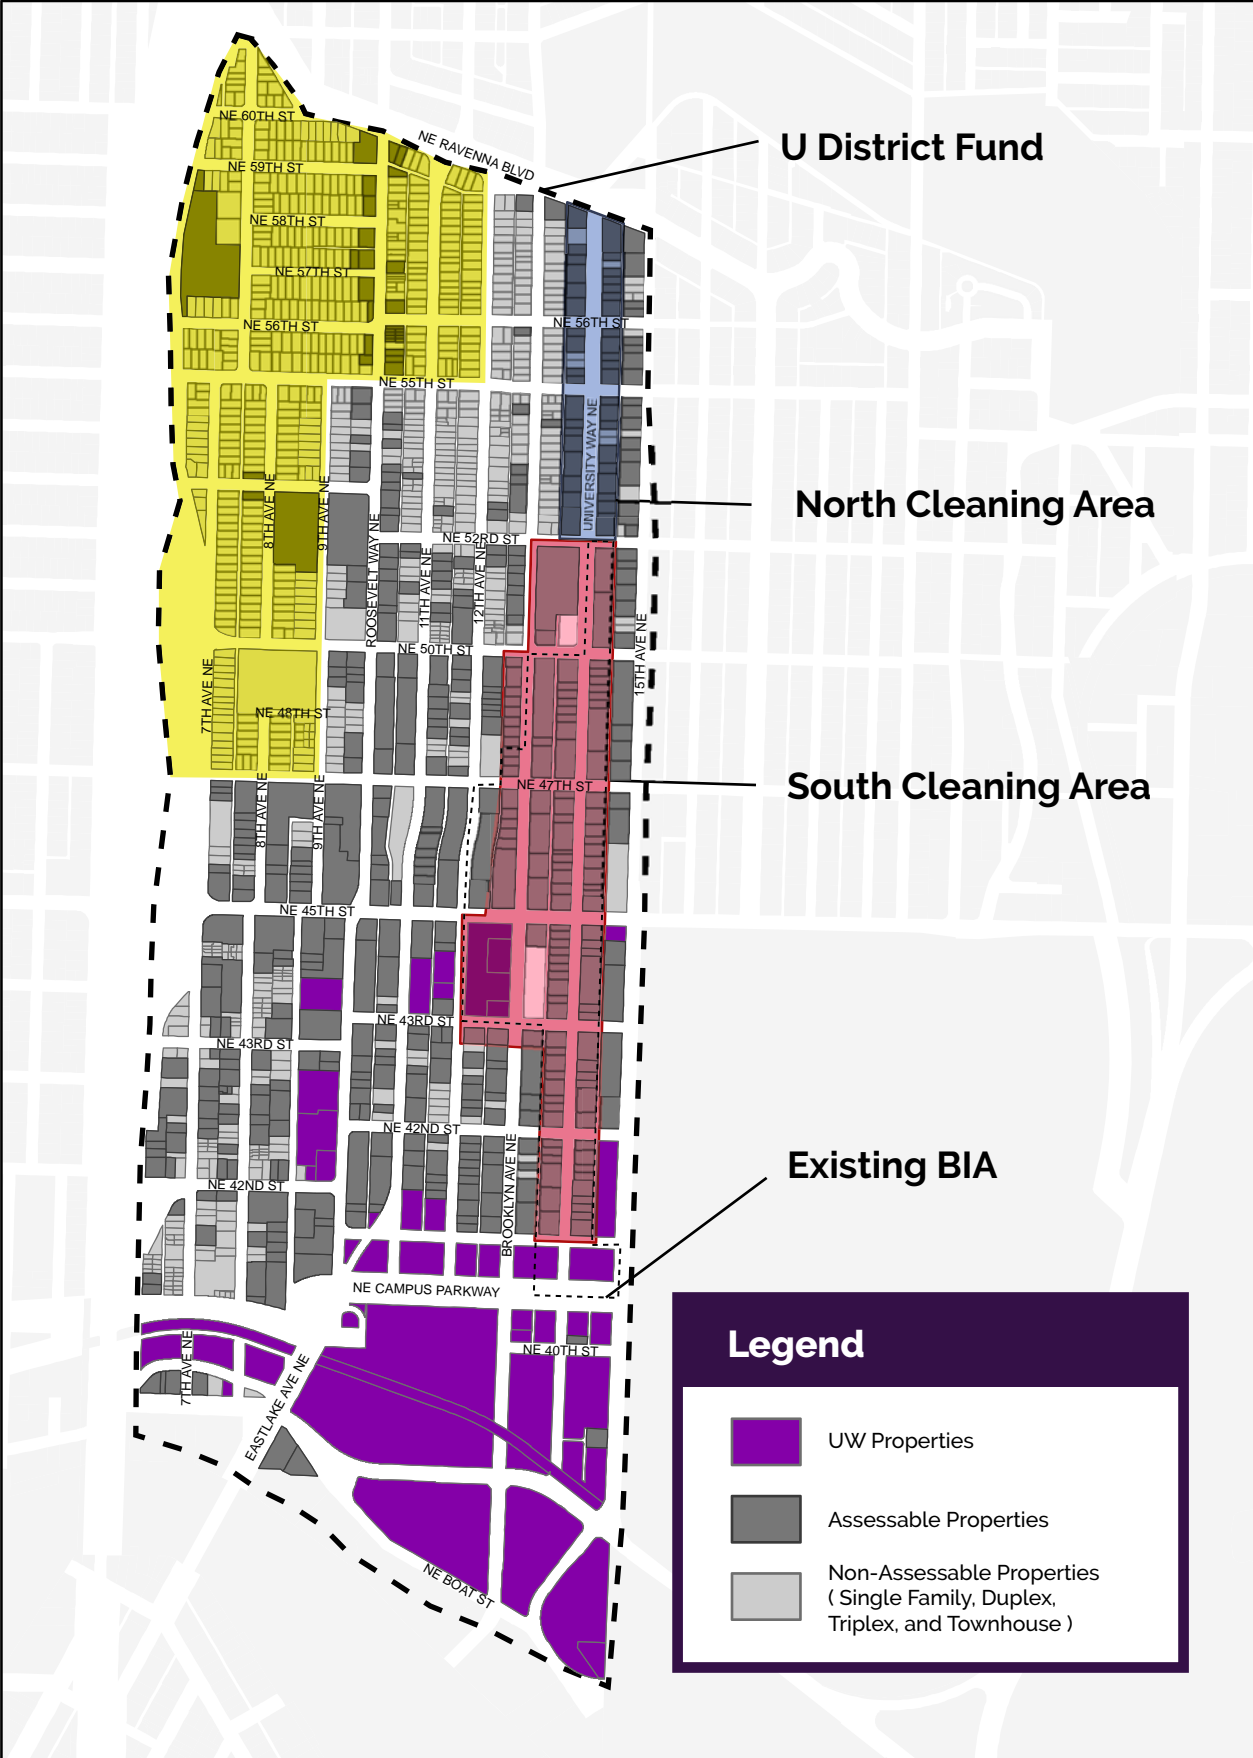 NE 60TH ST
NE RAVENNA BLVD
U District Fund
NE 59TH ST
NE 58TH ST
NE 57TH ST
NE 56TH ST
NE 56TH ST
NE 55TH ST
UNIVERSITY WAY NE
North Cleaning Area
8TH AVE NE
9TH AVE NE
ROOSEVELT WAY NE
NE 52RD ST
11TH AVE NE
12TH AVE NE
NE 50TH ST
15TH AVE NE
7TH AVE NE
NE 48TH ST
NE 47TH ST
South Cleaning Area
8TH AVE NE
9TH AVE NE
NE 45TH ST
NE 43RD ST
NE 43RD ST
NE 42ND ST
BROOKLYN AVE NE
Existing BIA
NE 42ND ST
NE CAMPUS PARKWAY
NE 40TH ST
7TH AVE NE
EASTLAKE AVE NE
NE BOAT ST
Legend
UW Properties
Assessable Properties
Non-Assessable Properties
( Single Family, Duplex,
Triplex, and Townhouse )